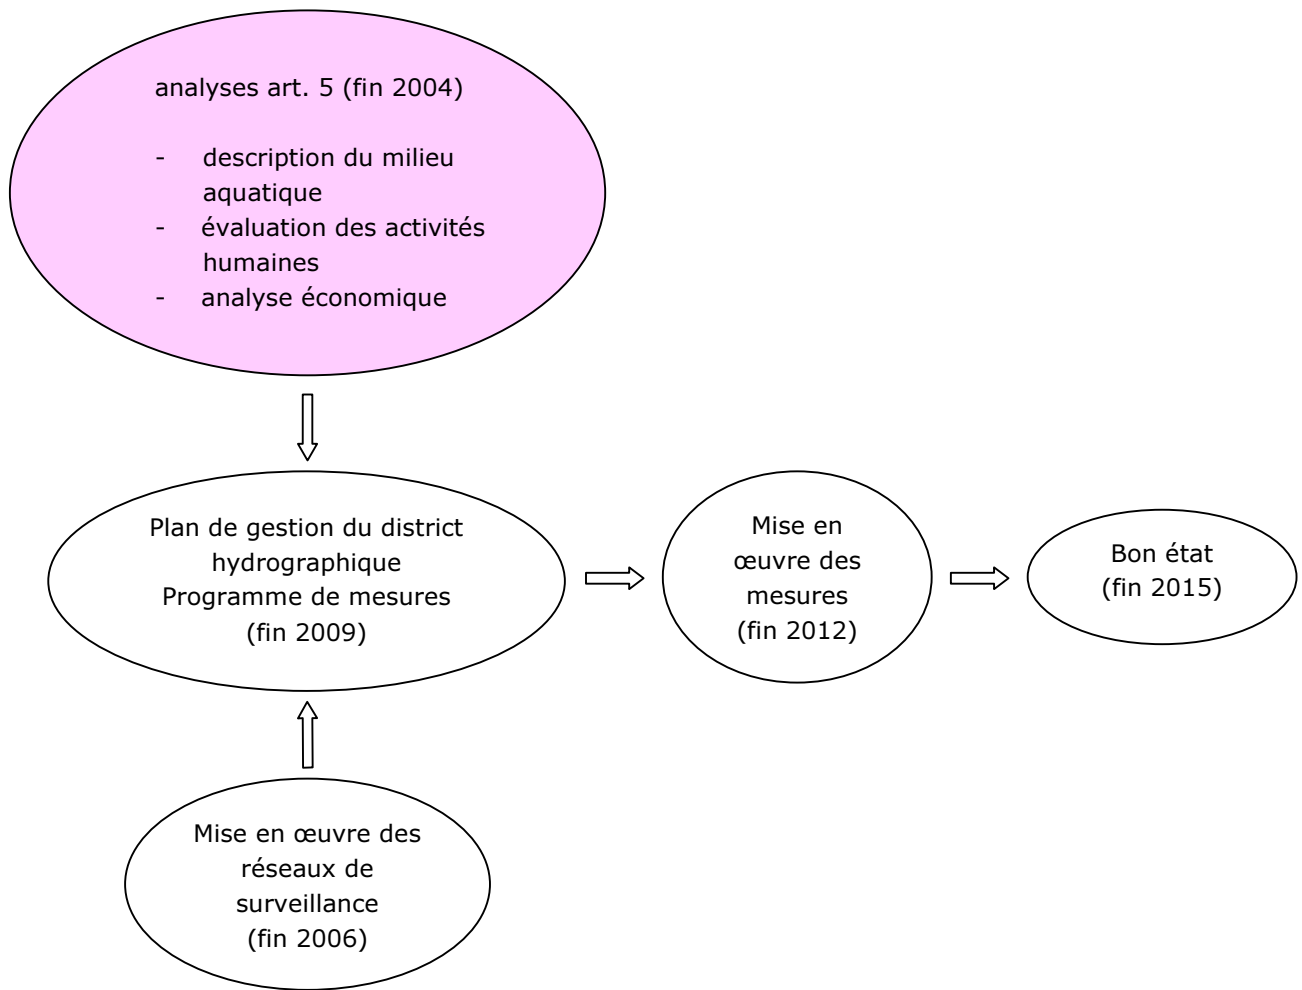 analyses art. 5 (fin 2004)
- description du milieu
aquatique
- évaluation des activités
humaines
- analyse économique
Plan de gestion du district
hydrographique
Programme de mesures
(fin 2009)
Mise en
œuvre des
mesures
(fin 2012)
Bon état
(fin 2015)
Mise en œuvre des
réseaux de
surveillance
(fin 2006)